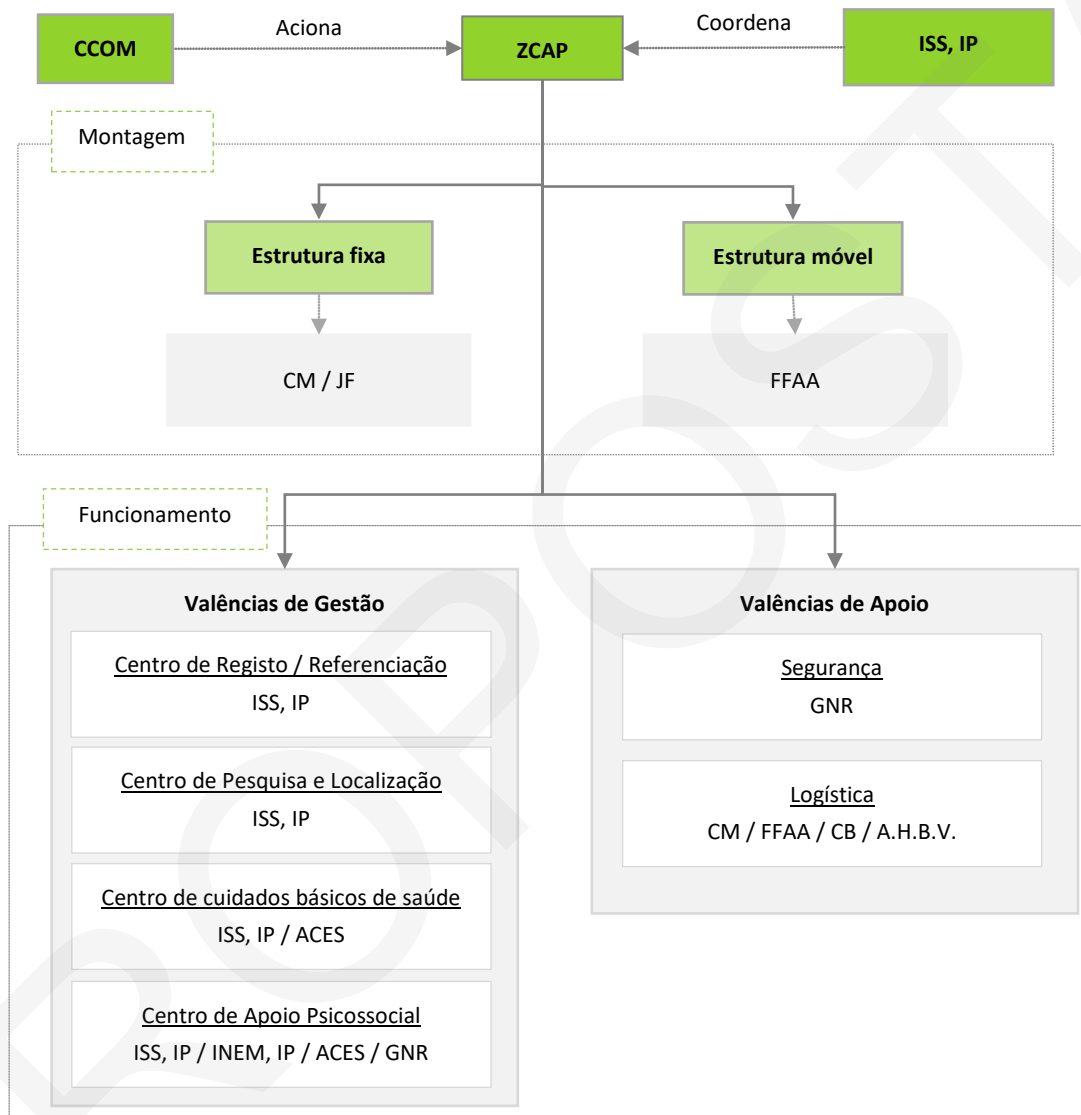 CCOM
Aciona
ZCAP
Coordena
ISS, IP
Montagem
Estrutura fixa
Estrutura móvel
CM / JF
FFAA
Funcionamento
Valências de Gestão
Centro de Registo / Referenciação
ISS, IP
Centro de Pesquisa e Localização
ISS, IP
Centro de cuidados básicos de saúde
ISS, IP / ACES
Centro de Apoio Psicossocial
ISS, IP / INEM, IP / ACES / GNR
Valências de Apoio
Segurança
GNR
Logística
CM / FFAA / CB / A.H.B.V.
ROPOST